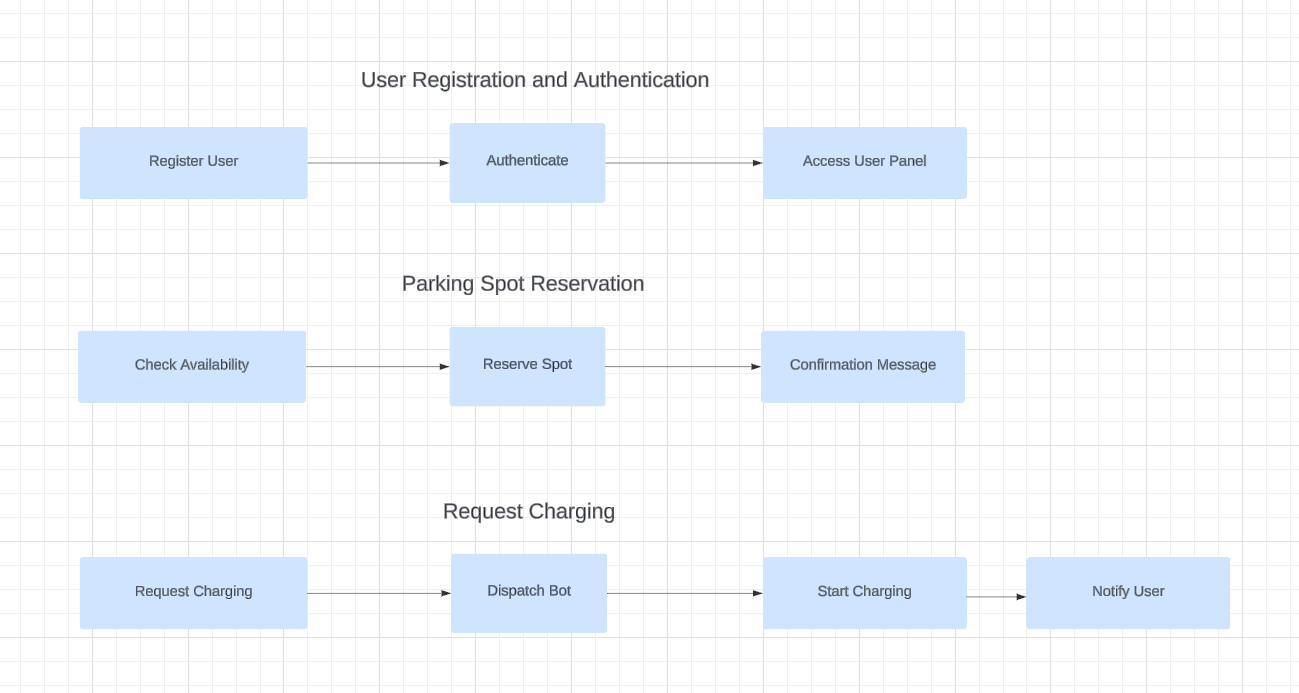 User Registration and Authentication
Register User
Authenticate
Access User Panel
Parking Spot Reservation
Check Availability
Reserve Spot
Confirmation Message
Request Charging
Request Charging
Dispatch Bot
Start Charging
Notify User